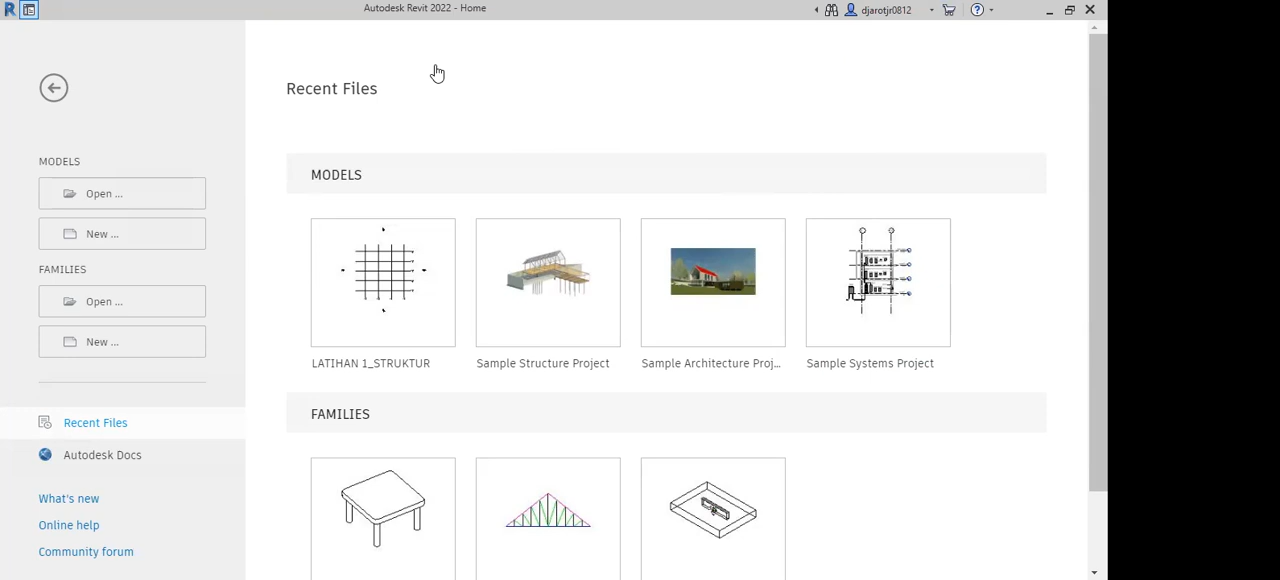 Autodesk Revit 2022 - Home
djarotjr0812
Recent Files
MODELS
Open ...
New ...
FAMILIES
Open ...
New ...
Recent Files
Autodesk Docs
What's new
Online help
Community forum
MODELS
LATIHAN 1_STRUKTUR
Sample Structure Project
Sample Architecture Proj...
Sample Systems Project
FAMILIES